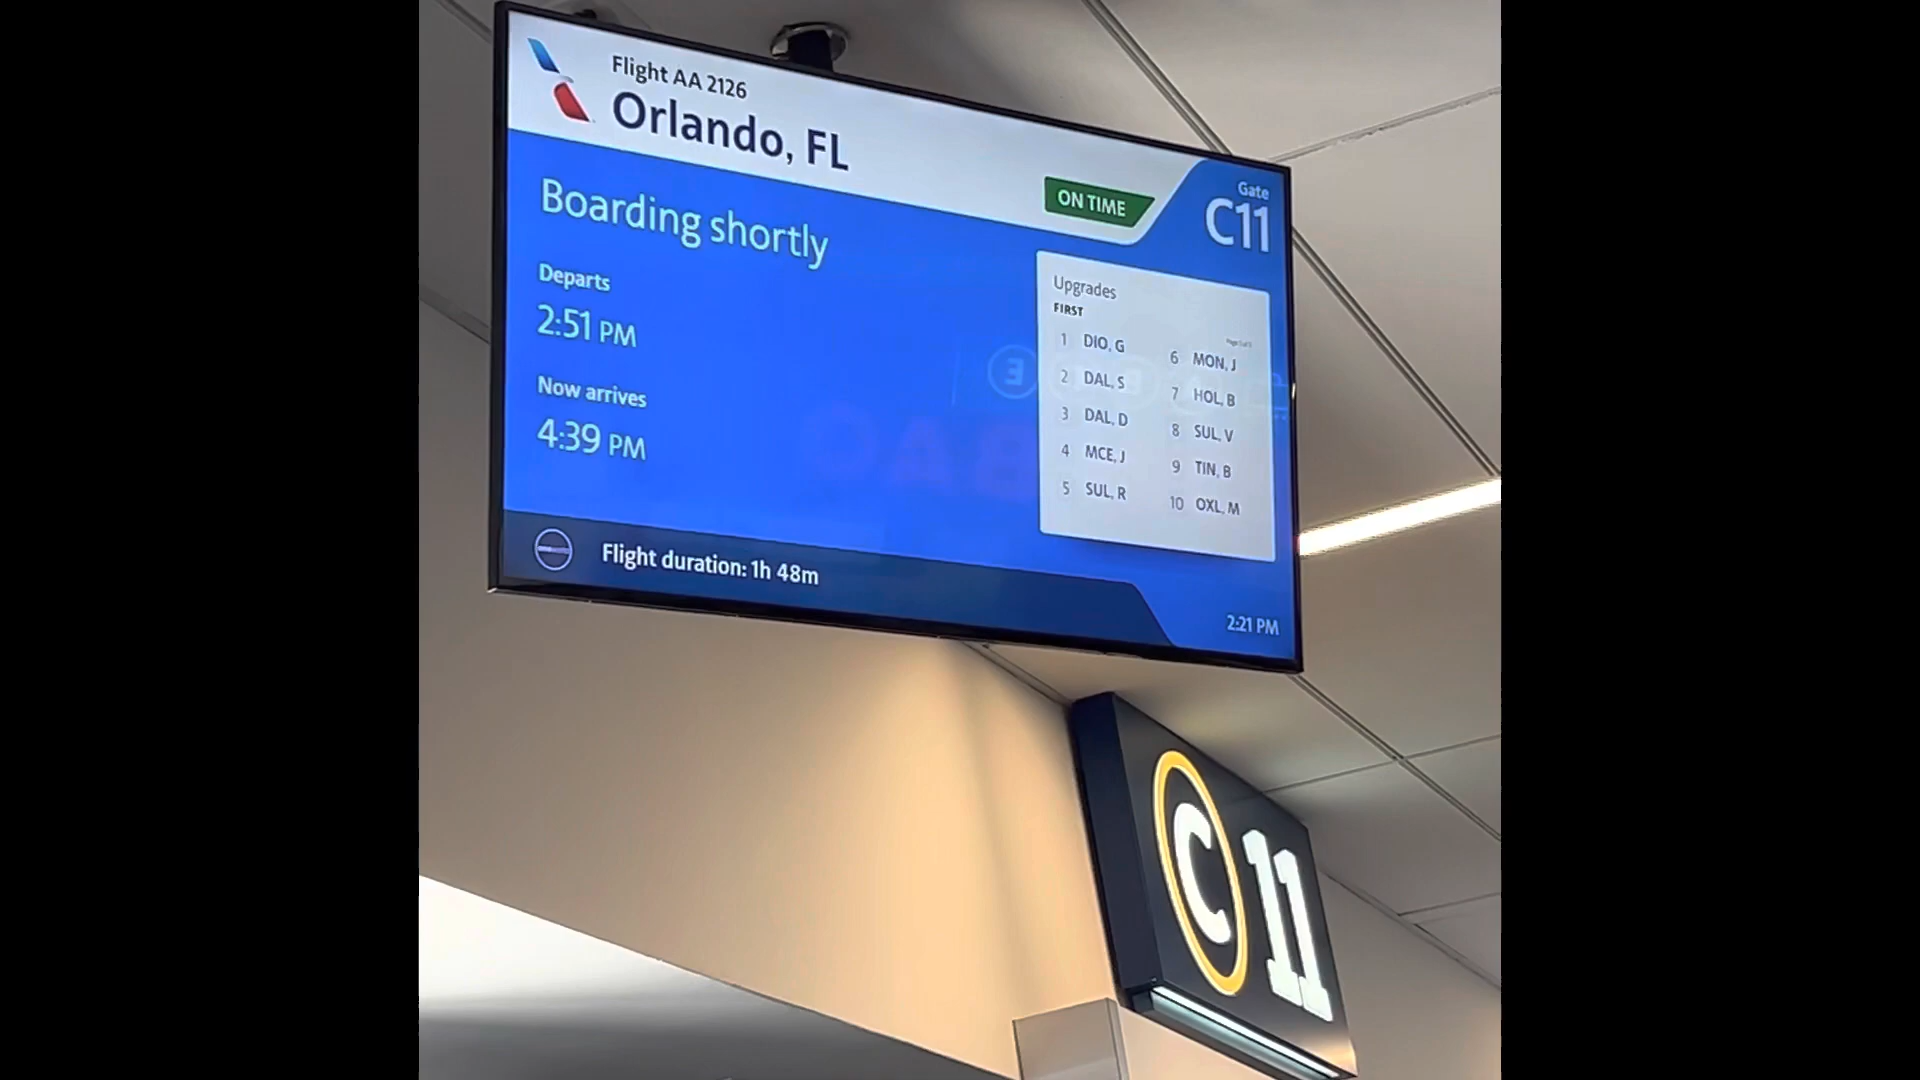 Flight AA 2126
Orlando, FL
ON TIME
Gate
C11
Boarding shortly
Departs
2:51 PM
Now arrives
4:39 PM
Upgrades
FIRST
1 DIO, G
2 DAL, S
3 DAL, D
4 MCE, J
5 SUL, R
6 MON, J
7 HOL, B
8 SUL, V
9 TIN, B
10 OXL, M
Flight duration: 1h 48m
2:21 PM
C 11